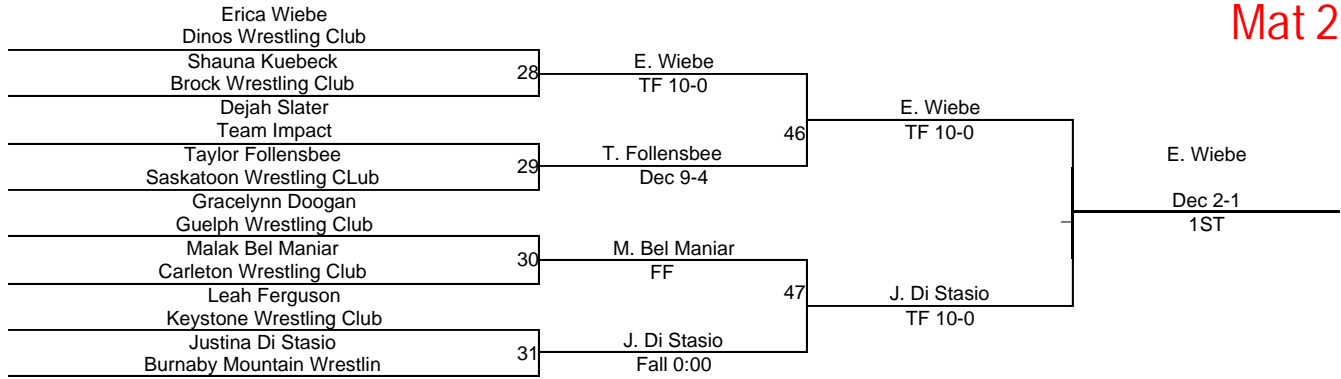 Mat 2
Erica Wiebe
Dinos Wrestling Club
Shauna Kuebeck
Brock Wrestling Club
28
E. Wiebe
TF 10-0
Dejah Slater
Team Impact
Taylor Follensbee
Saskatoon Wrestling CLub
29
T. Follensbee
Dec 9-4
46
E. Wiebe
TF 10-0
Gracelynn Doogan
Guelph Wrestling Club
Malak Bel Maniar
Carleton Wrestling Club
30
M. Bel Maniar
FF
Leah Ferguson
Keystone Wrestling Club
Justina Di Stasio
Burnaby Mountain Wrestlin
31
J. Di Stasio
Fall 0:00
47
J. Di Stasio
TF 10-0
E. Wiebe
Dec 2-1
1ST